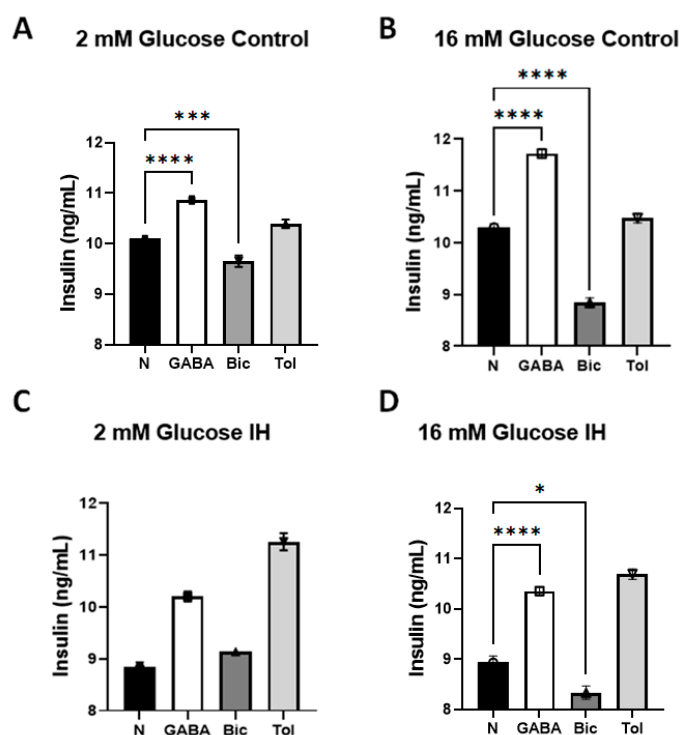 A
2 mM Glucose Control
***
****
Insulin (ng/mL)
12
11
10
9
8
N GABA Bic Tol
B
16 mM Glucose Control
****
****
Insulin (ng/mL)
12
11
10
9
8
N GABA Bic Tol
C
2 mM Glucose IH
Insulin (ng/mL)
12
11
10
9
8
N GABA Bic Tol
D
16 mM Glucose IH
*
****
Insulin (ng/mL)
12
11
10
9
8
N GABA Bic Tol